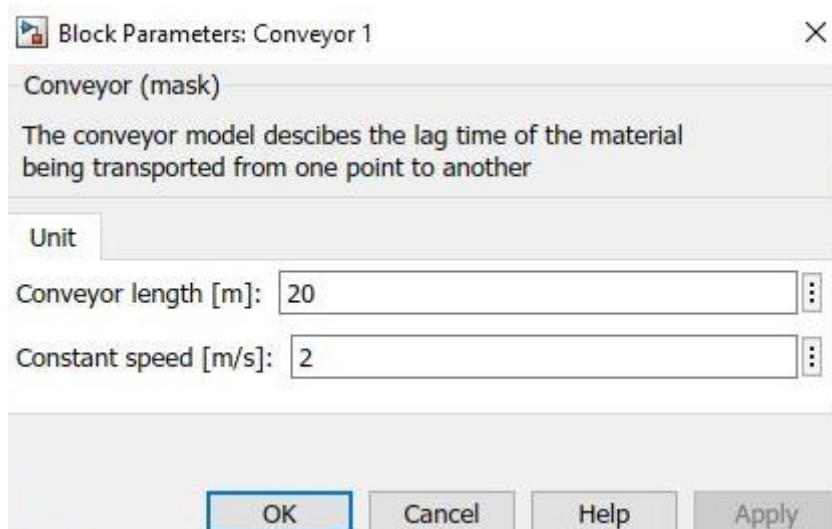 Block Parameters: Conveyor 1
Conveyor (mask)
The conveyor model descibes the lag time of the material
being transported from one point to another
Unit
Conveyor length [m]: 20
Constant speed [m/s]: 2
OK Cancel Help Apply